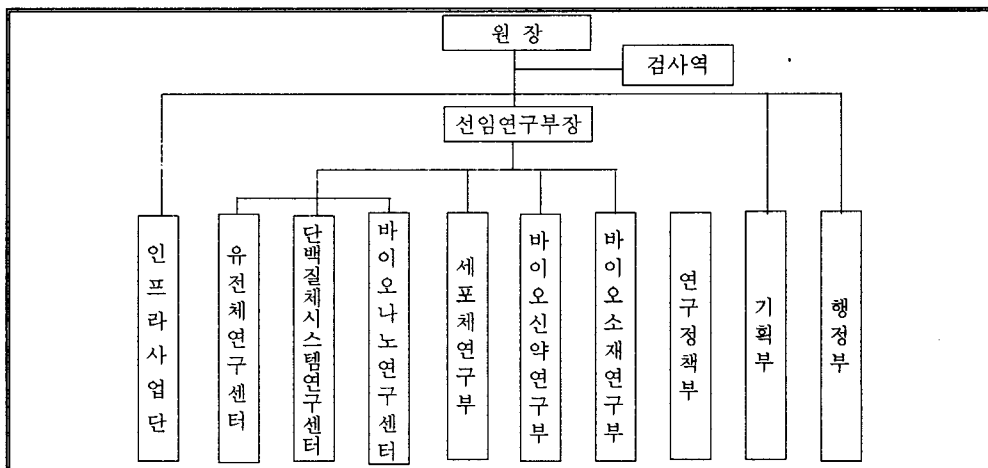 원 장
검사역
선임연구부장
인프라사업단
유전체연구센터
단백질체시스템연구센터
바이오나노연구센터
세포체연구부
바이오신약연구부
바이오소재연구부
연구정책부
기획부
행정부